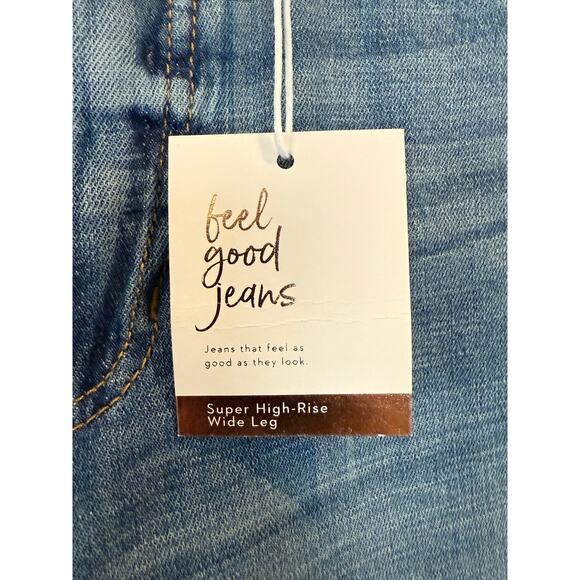 feel
good
jeans
Jeans that feel as
good as they look.
Super High-Rise
Wide Leg